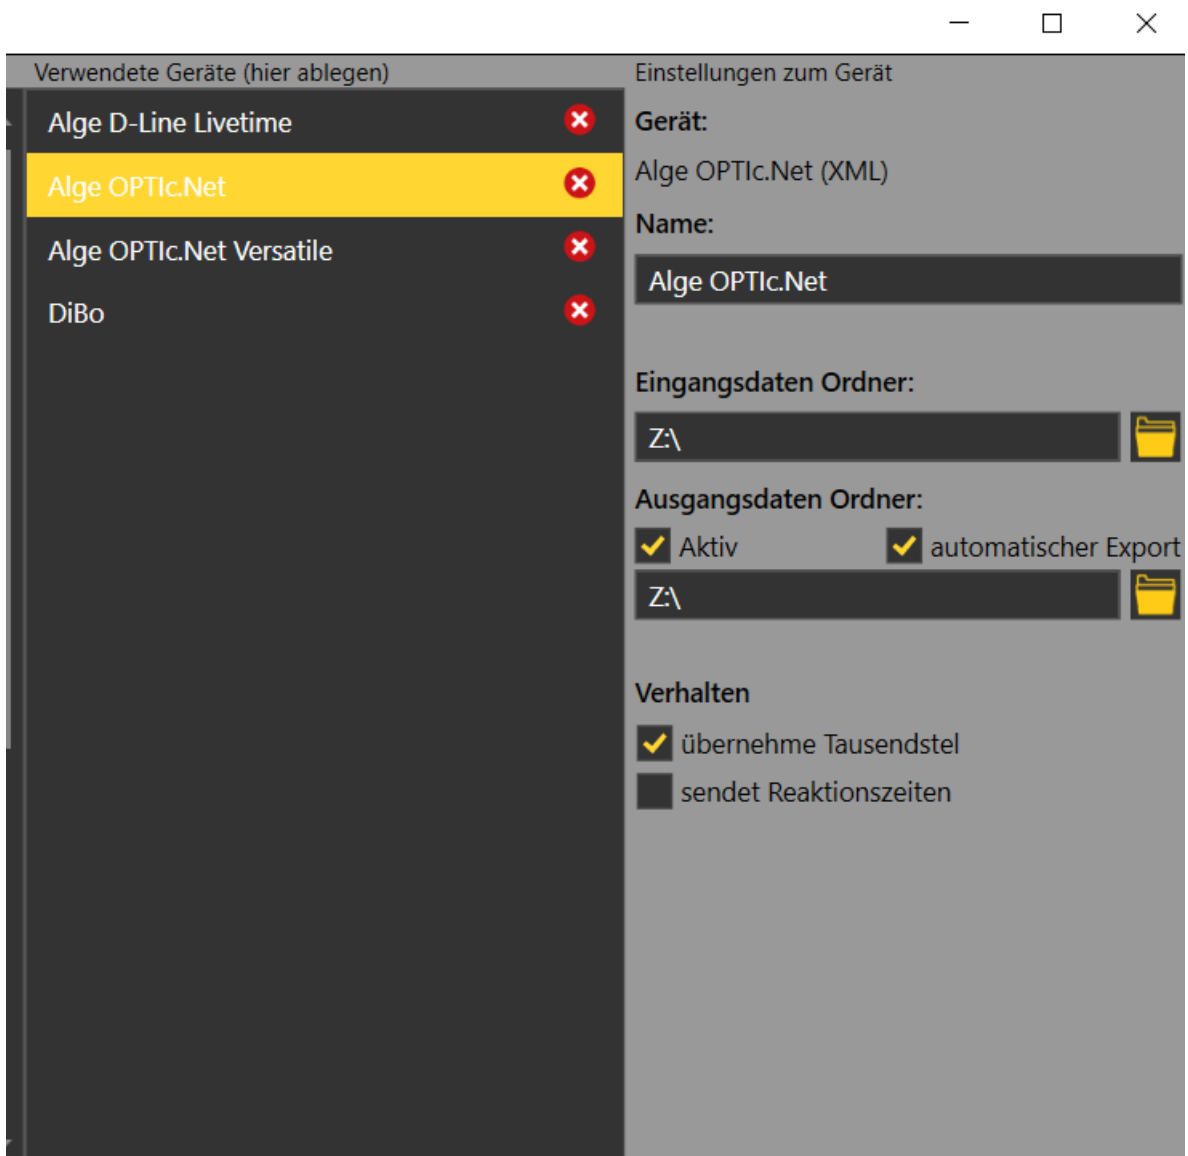 Verwendete Geräte (hier ablegen)
Alge D-Line Livetime
Alge OPTIc.Net
Alge OPTIc.Net Versatile
DiBo
Einstellungen zum Gerät
Gerät:
Alge OPTIc.Net (XML)
Name:
Alge OPTIc.Net
Eingangsdaten Ordner:
Z:\
Ausgangsdaten Ordner:
Aktiv automatischer Export
Z:\
Verhalten
übernehme Tausendstel
sendet Reaktionszeiten